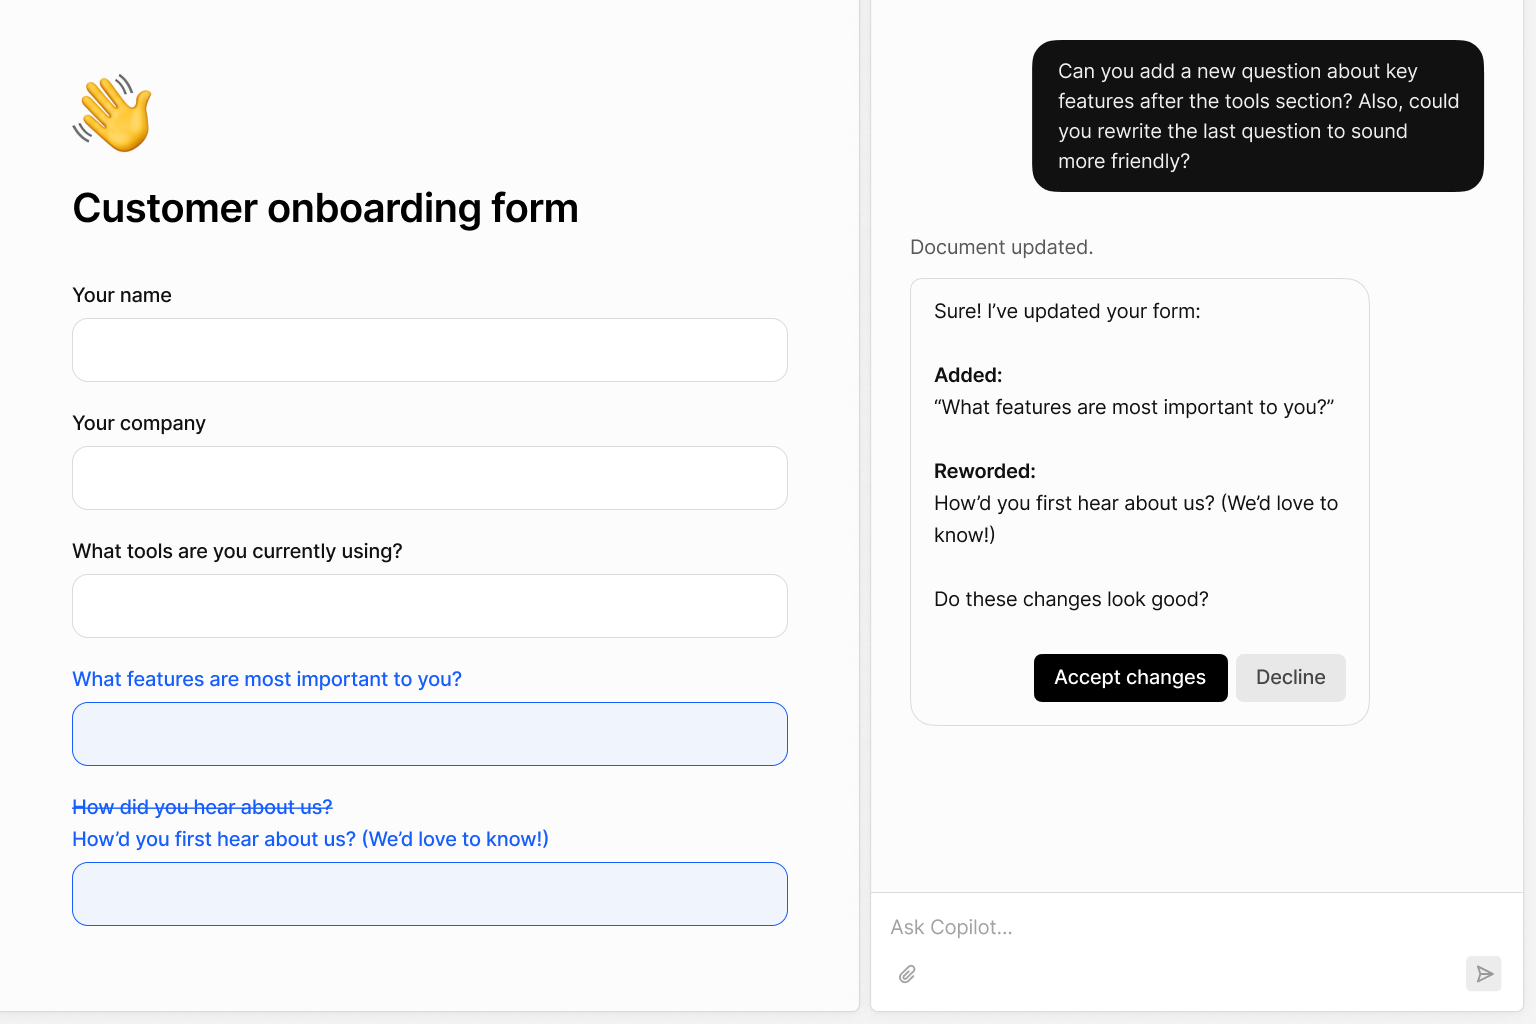 Customer onboarding form
Your name
Your company
What tools are you currently using?
What features are most important to you?
How did you hear about us?
How’d you first hear about us? (We’d love to know!)
Can you add a new question about key
features after the tools section? Also, could
you rewrite the last question to sound
more friendly?
Document updated.
Sure! I’ve updated your form:
Added:
“What features are most important to you?”
Reworded:
How’d you first hear about us? (We’d love to
know!)
Do these changes look good?
Accept changes
Decline
Ask Copilot...